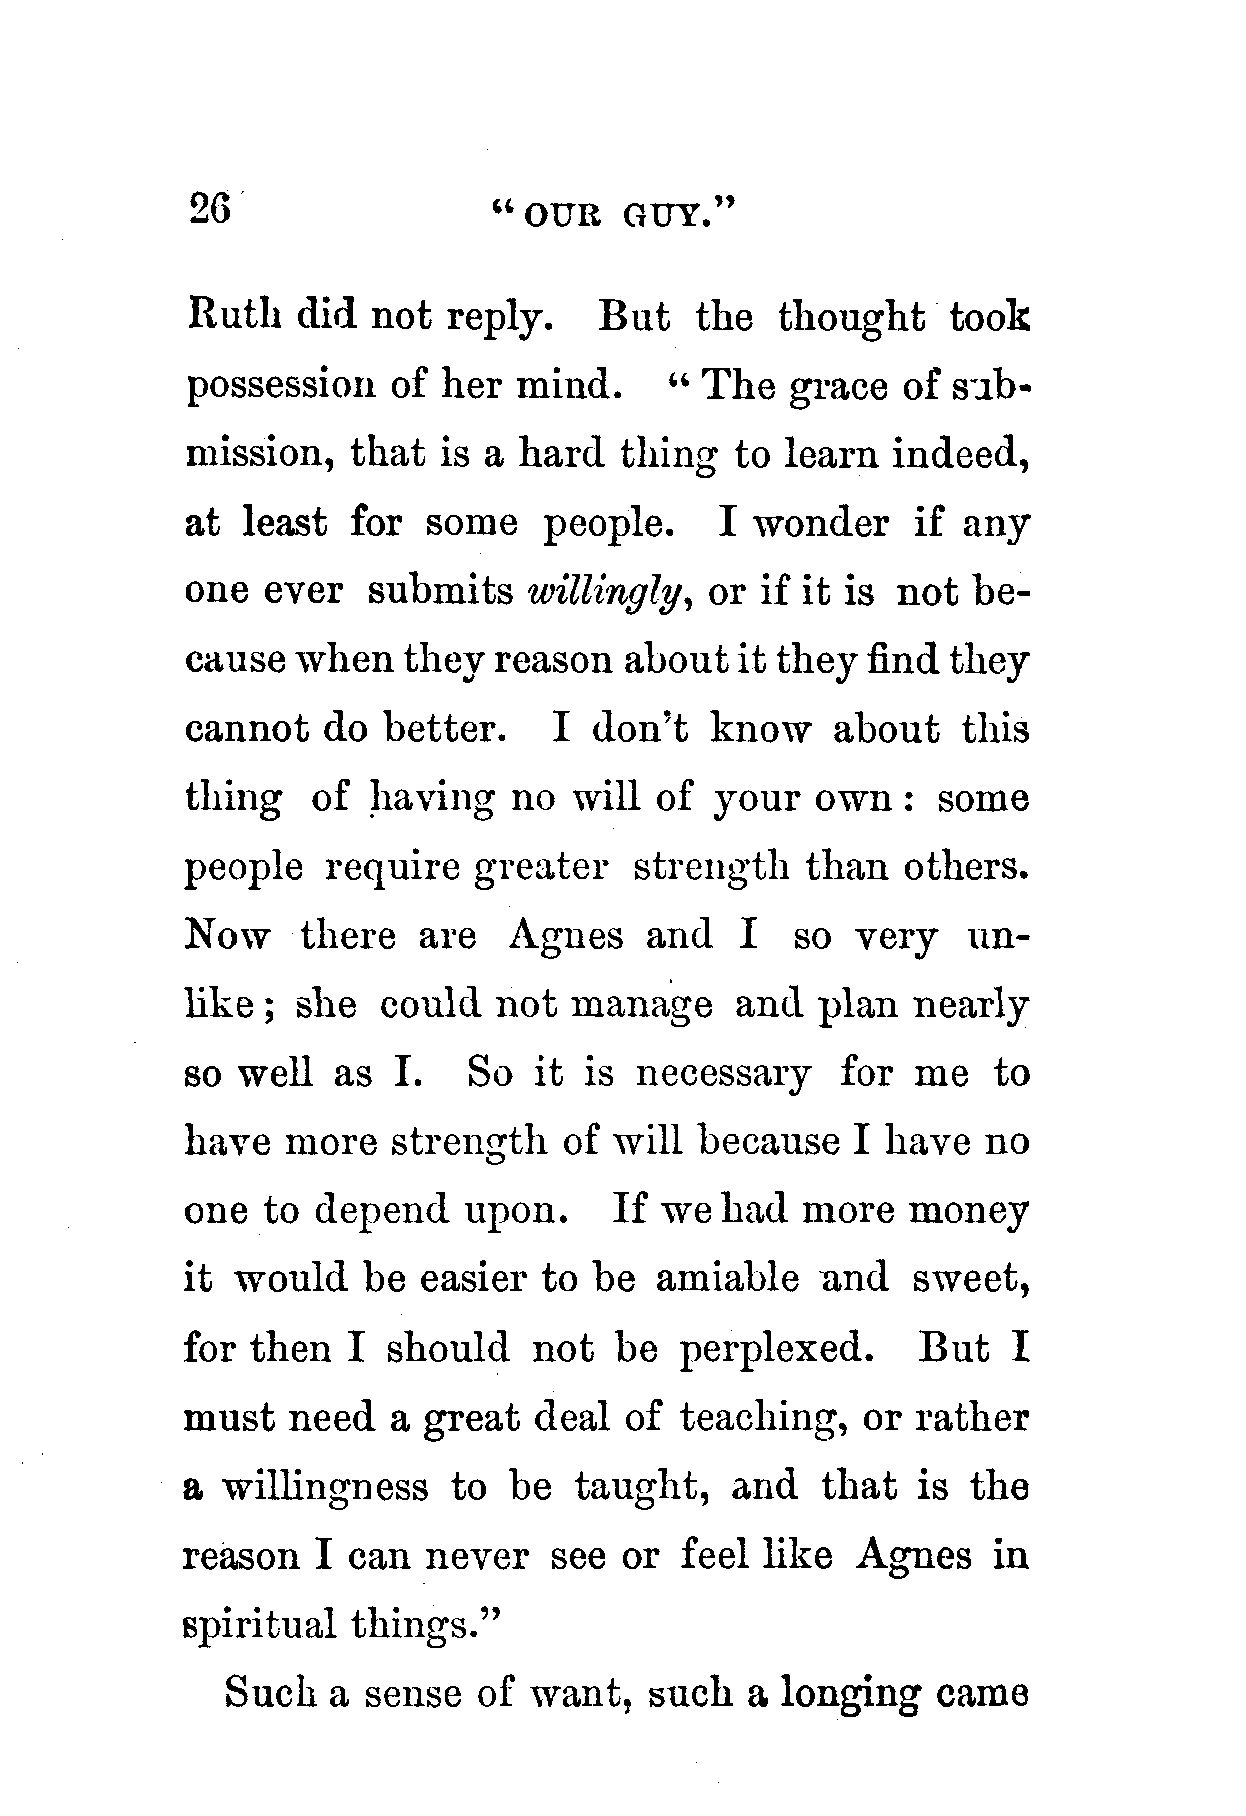 26 “ OUR GUY.”
Ruth did not reply. But the thought took
possession of her mind. “ The grace of sub-
mission, that is a hard thing to learn indeed,
at least for some people. I wonder if any
one ever submits willingly, or if it is not be-
cause when they reason about it they find they
cannot do better. I don’t know about this
thing of having no will of your own : some
people require greater strength than others.
Now there are Agnes and I so very un-
like ; she could not manage and plan nearly
so well as I. So it is necessary for me to
have more strength of will because I have no
one to depend upon. If we had more money
it would be easier to be amiable and sweet,
for then I should not be perplexed. But I
must need a great deal of teaching, or rather
a willingness to be taught, and that is the
reason I can never see or feel like Agnes in
spiritual things.”
Such a sense of want, such a longing came